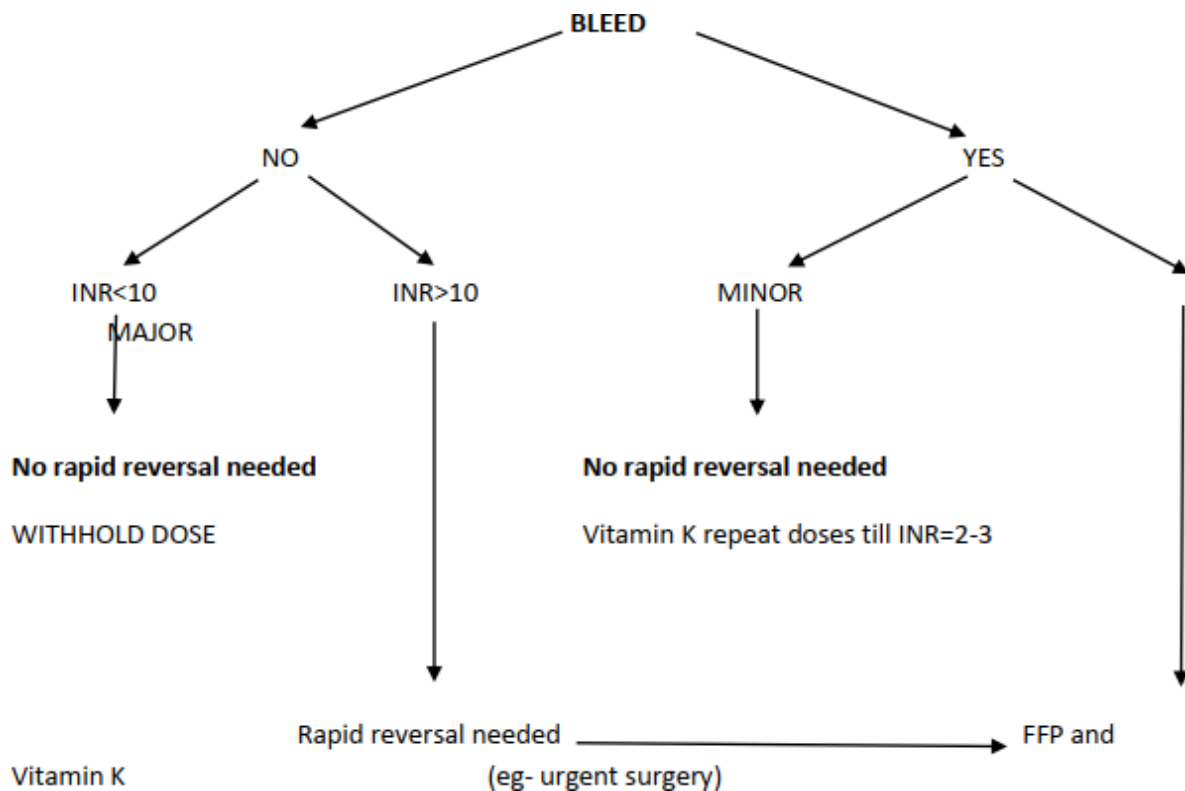 BLEED
NO YES
INR<10 INR>10 MINOR
MAJOR
No rapid reversal needed No rapid reversal needed
WITHHOLD DOSE Vitamin K repeat doses till INR=2-3
Rapid reversal needed FFP and
Vitamin K (eg- urgent surgery)